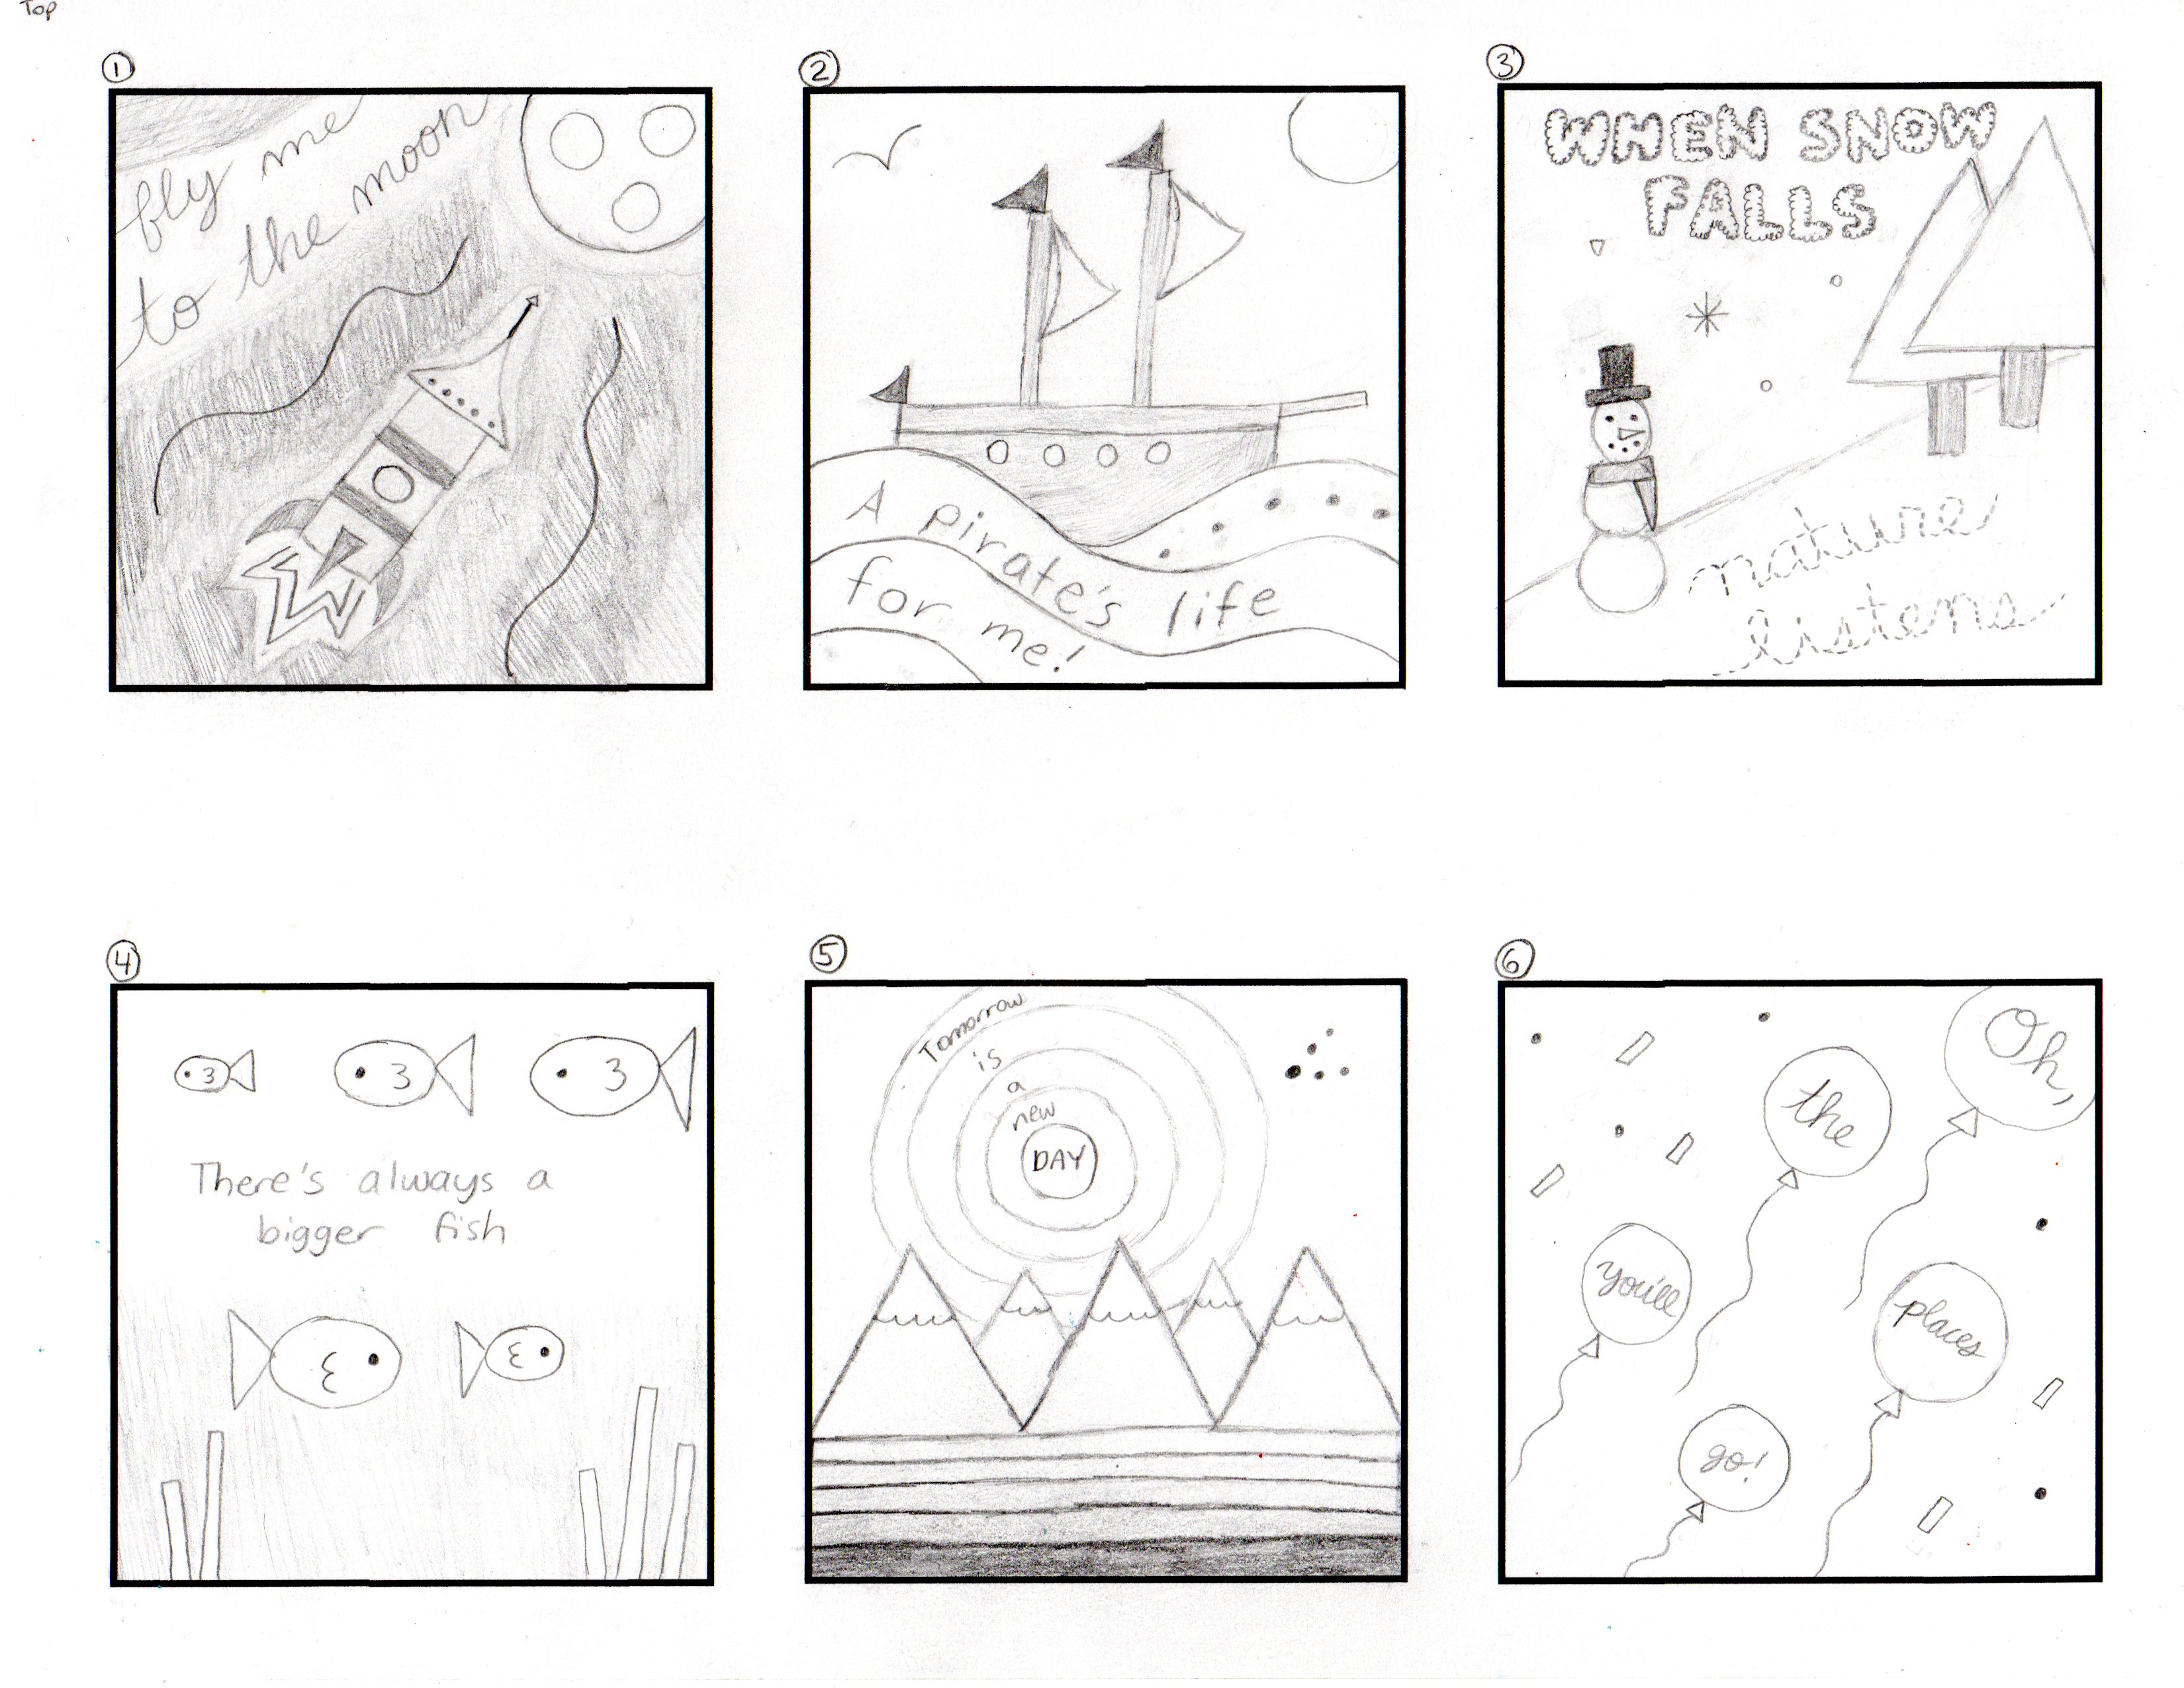 Top
1
fly me
to the moon
2
A pirate's life
for me!
3
WHEN SNOW
FALLS
nature
listens
4
There's always a
bigger fish
5
Tomorrow
is
a
new
DAY
6
Oh,
the
places
you'll
go!